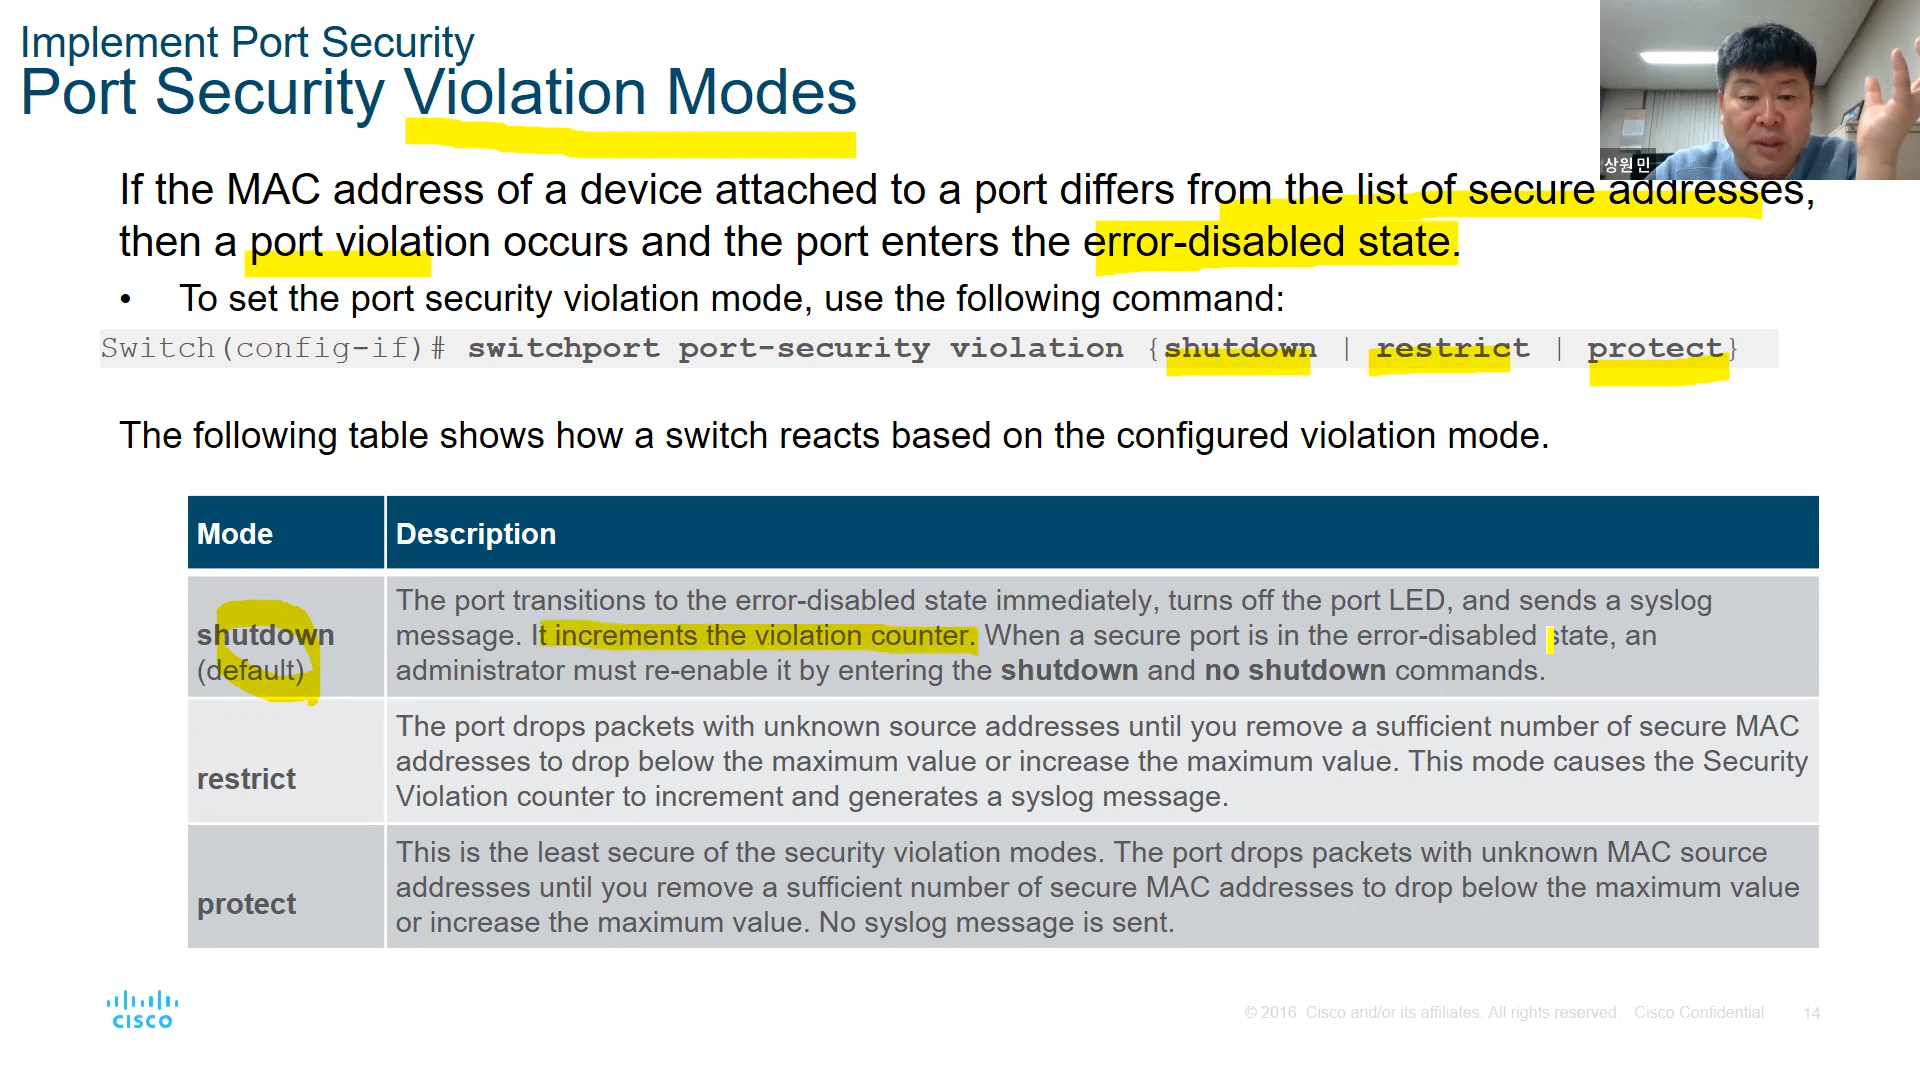 Implement Port Security
Port Security Violation Modes
상원 민
If the MAC address of a device attached to a port differs from the list of secure addresses,
then a port violation occurs and the port enters the error-disabled state.
• To set the port security violation mode, use the following command:
Switch(config-if)# switchport port-security violation {shutdown | restrict | protect}
The following table shows how a switch reacts based on the configured violation mode.
Mode Description
shutdown
(default)
The port transitions to the error-disabled state immediately, turns off the port LED, and sends a syslog
message. It increments the violation counter. When a secure port is in the error-disabled state, an
administrator must re-enable it by entering the shutdown and no shutdown commands.
restrict
The port drops packets with unknown source addresses until you remove a sufficient number of secure MAC
addresses to drop below the maximum value or increase the maximum value. This mode causes the Security
Violation counter to increment and generates a syslog message.
protect
This is the least secure of the security violation modes. The port drops packets with unknown MAC source
addresses until you remove a sufficient number of secure MAC addresses to drop below the maximum value
or increase the maximum value. No syslog message is sent.
CISCO
© 2016 Cisco and/or its affiliates. All rights reserved. Cisco Confidential 14